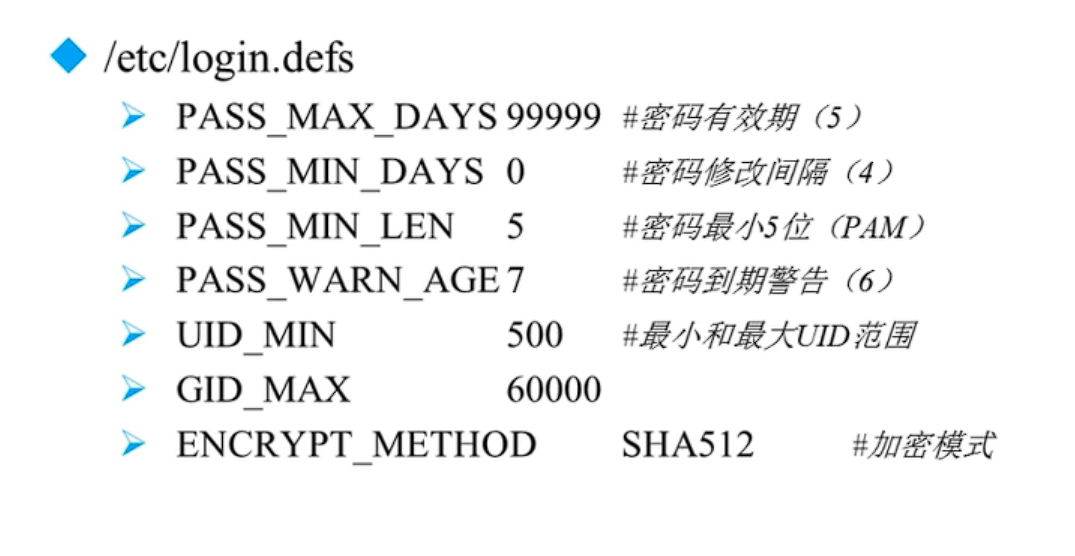 /etc/login.defs
PASS_MAX_DAYS 99999 #密码有效期（5）
PASS_MIN_DAYS 0 #密码修改间隔（4）
PASS_MIN_LEN 5 #密码最小5位（PAM）
PASS_WARN_AGE 7 #密码到期警告（6）
UID_MIN 500 #最小和最大UID范围
GID_MAX 60000
ENCRYPT_METHOD SHA512 #加密模式